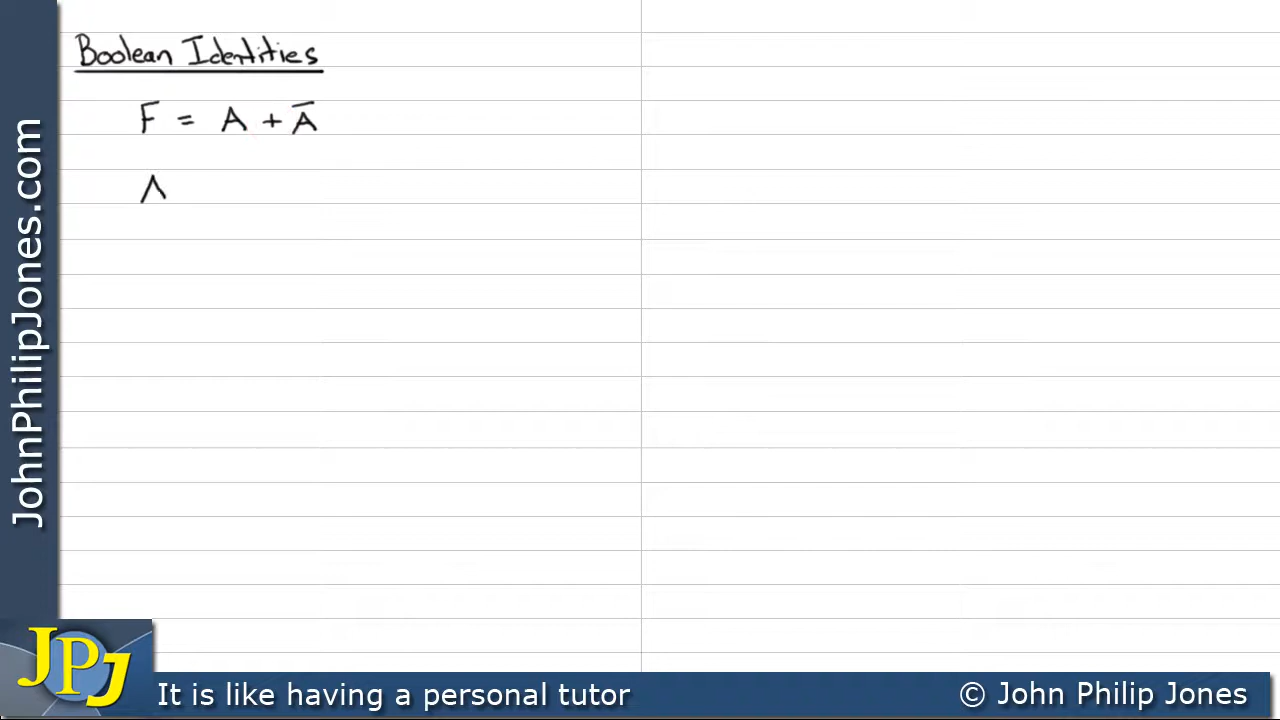 Boolean Identities
F = A + A̅
Λ
JohnPhilipJones.com
JPJ
It is like having a personal tutor
© John Philip Jones